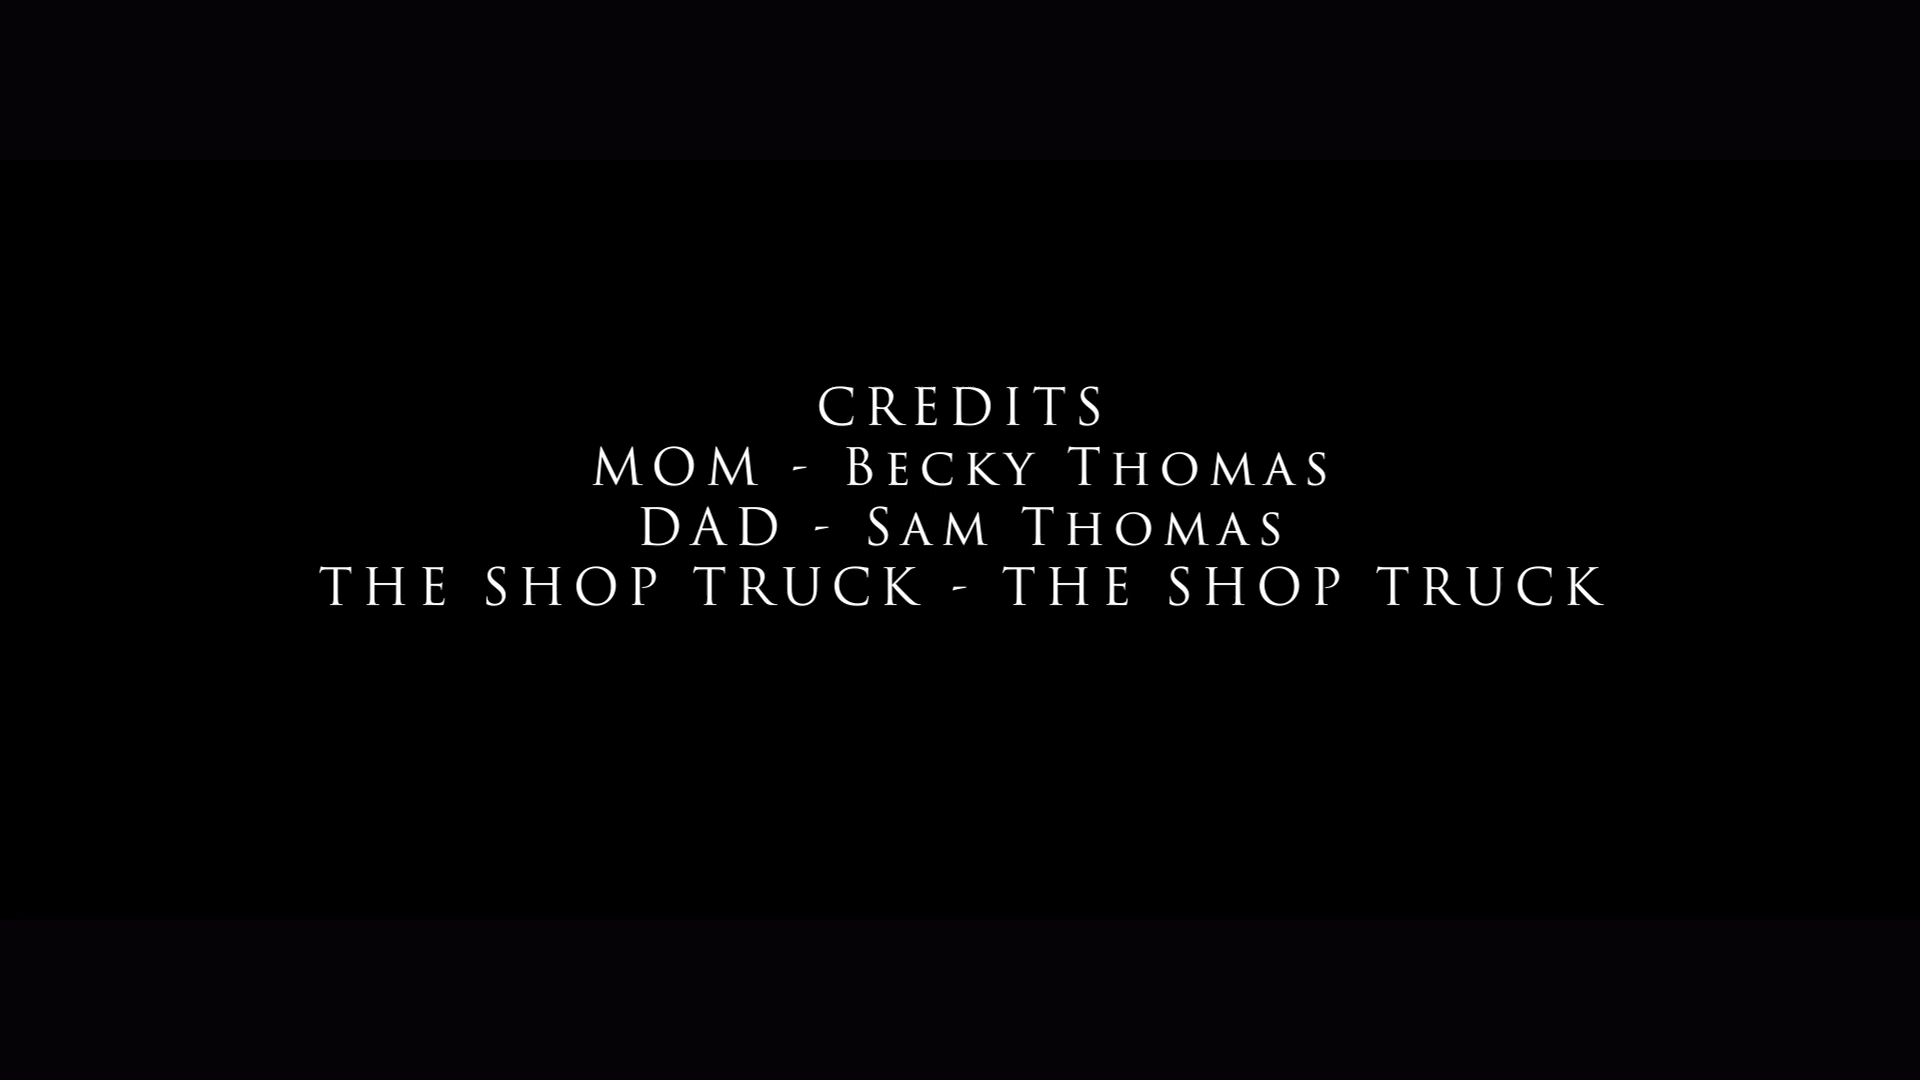 CREDITS
MOM - Becky Thomas
DAD - Sam Thomas
THE SHOP TRUCK - THE SHOP TRUCK